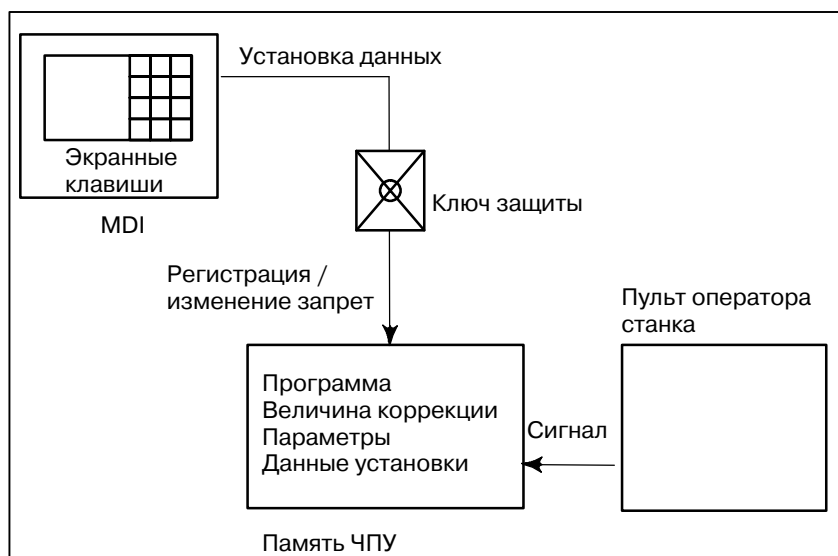 Установка данных
Экранные
клавиши
MDI
Ключ защиты
Регистрация /
изменение запрет
Пульт оператора
станка
Программа
Величина коррекции
Параметры
Данные установки
Сигнал
Память ЧПУ